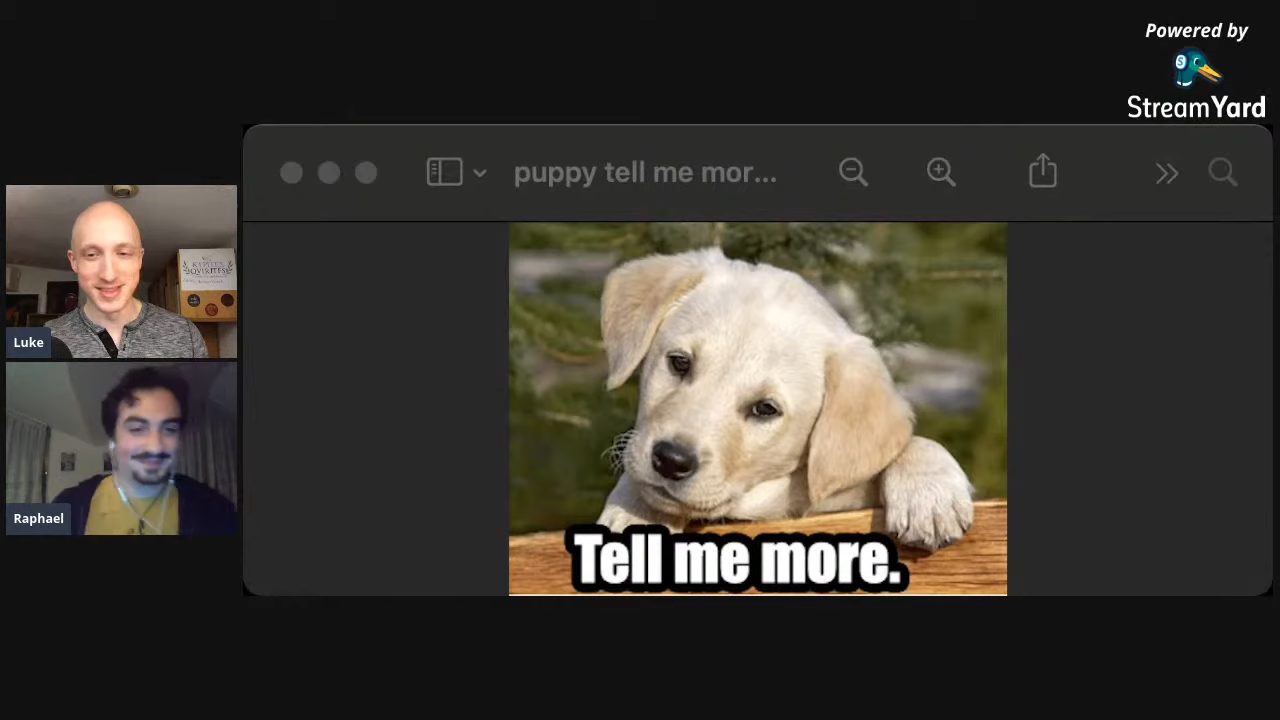 Powered by
StreamYard
puppy tell me mor...
Luke
Raphael
Tell me more.